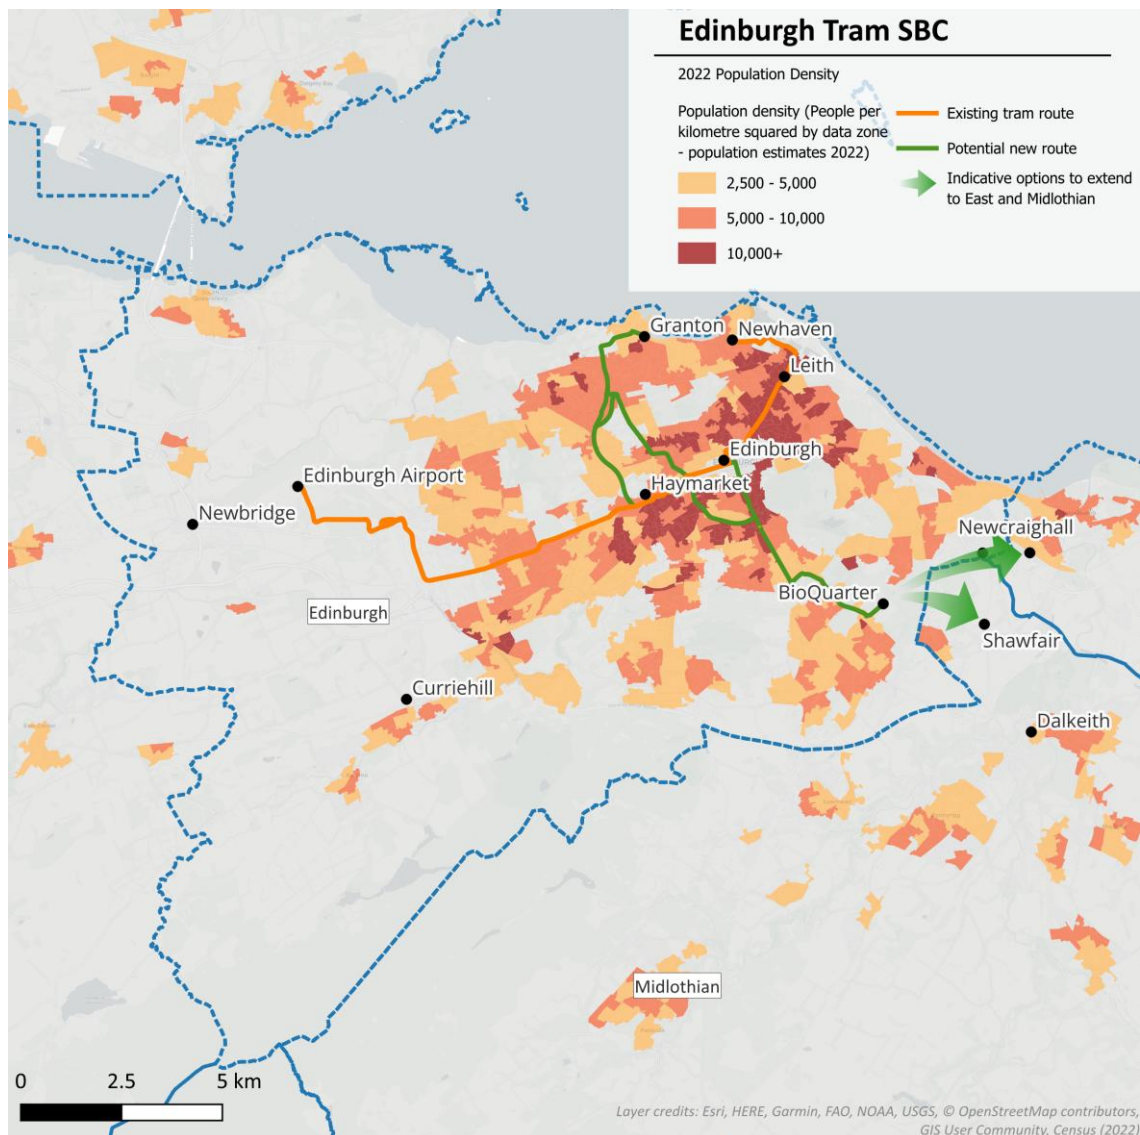 Edinburgh Tram SBC
2022 Population Density
Population density (People per
kilometre squared by data zone
- population estimates 2022)
2,500 - 5,000
5,000 - 10,000
10,000+
Existing tram route
Potential new route
Indicative options to extend
to East and Midlothian
Granton
Newhaven
Leith
Edinburgh
Edinburgh Airport
Haymarket
Newbridge
Newcraighall
BioQuarter
Edinburgh
Shawfair
Curriehill
Dalkeith
Midlothian
0 2.5 5 km
Layer credits: Esri, HERE, Garmin, FAO, NOAA, USGS, © OpenStreetMap contributors,
GIS User Community, Census (2022)